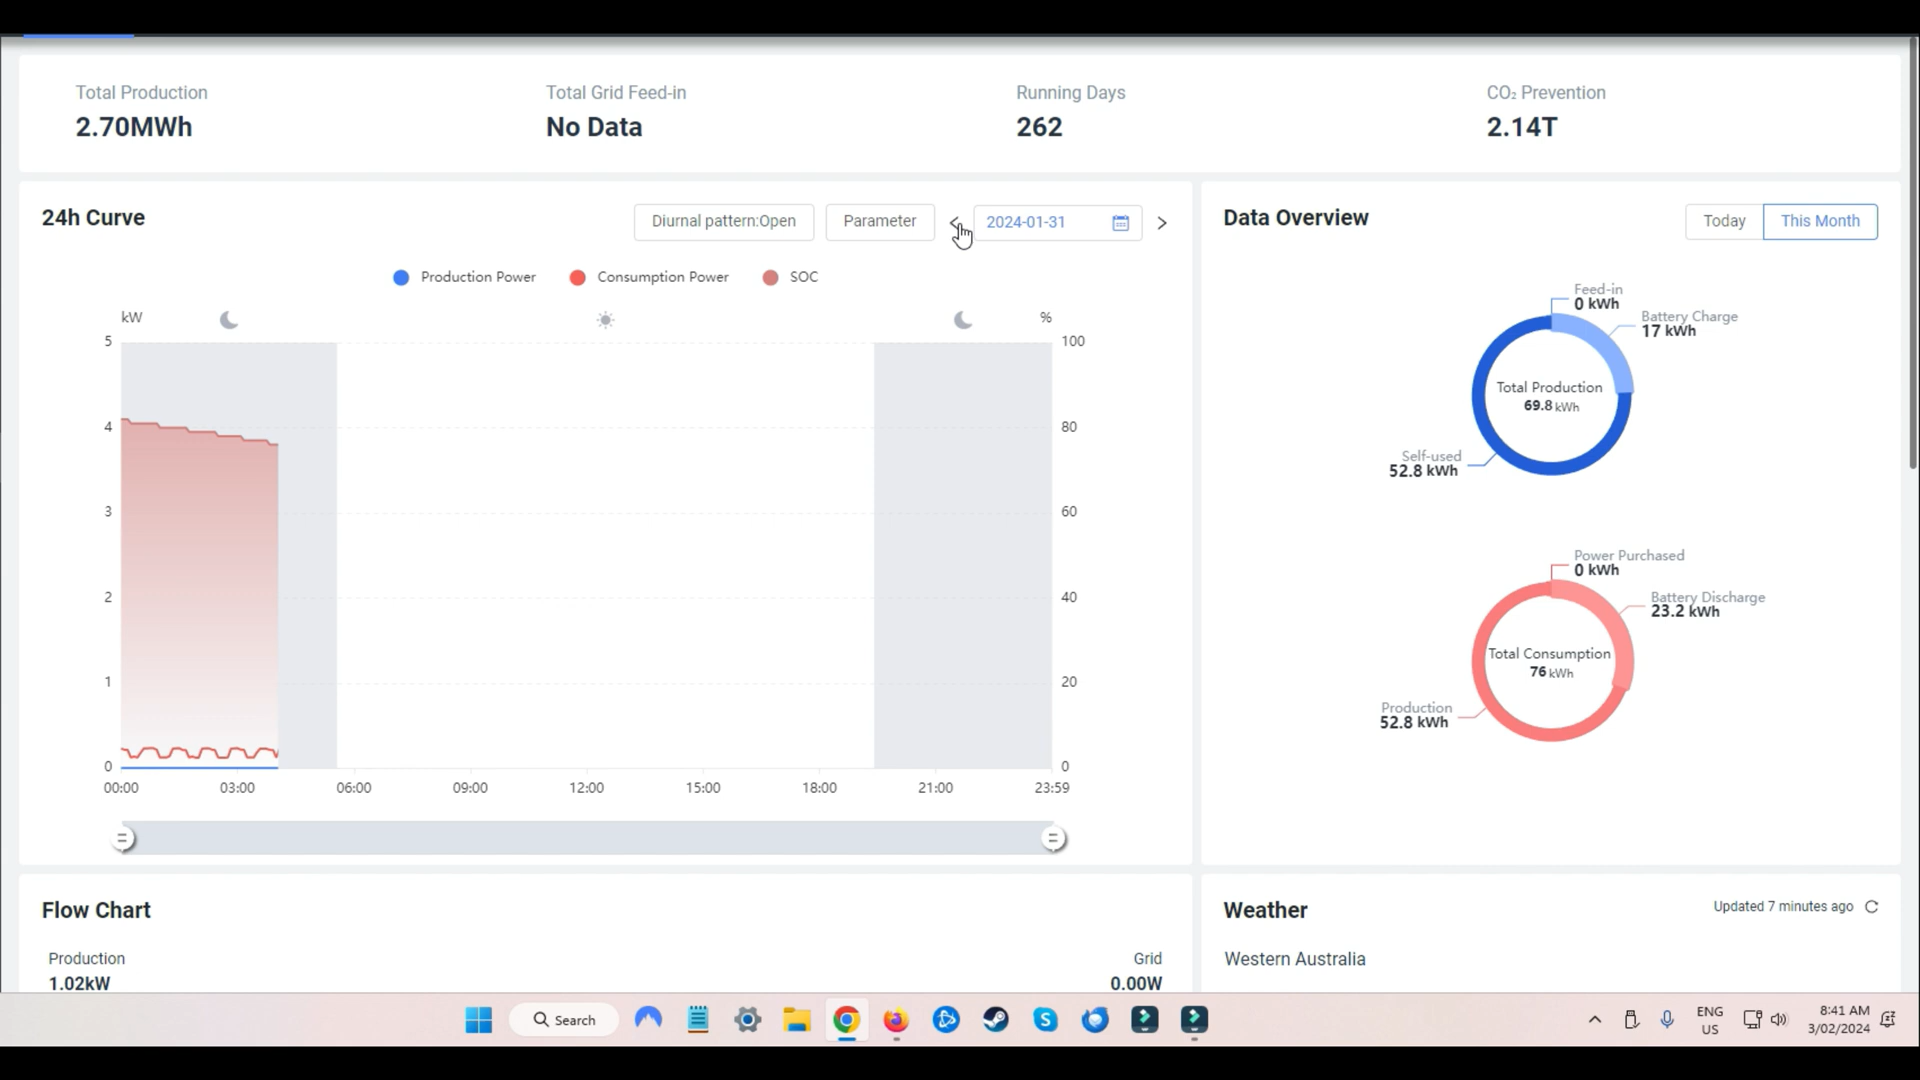 Total Production
2.70MWh
Total Grid Feed-in
No Data
Running Days
262
CO₂ Prevention
2.14T
24h Curve
Diurnal pattern:Open
Parameter
2024-01-31
Production Power
Consumption Power
SOC
kW
%
5
4
3
2
1
0
100
80
60
40
20
0
00:00
03:00
06:00
09:00
12:00
15:00
18:00
21:00
23:59
Data Overview
Today
This Month
Feed-in
0 kWh
Battery Charge
17 kWh
Total Production
69.8 kWh
Self-used
52.8 kWh
Power Purchased
0 kWh
Battery Discharge
23.2 kWh
Total Consumption
76 kWh
Production
52.8 kWh
Flow Chart
Production
1.02kW
Grid
0.00W
Weather
Updated 7 minutes ago
Western Australia
Search
ENG
US
8:41 AM
3/02/2024